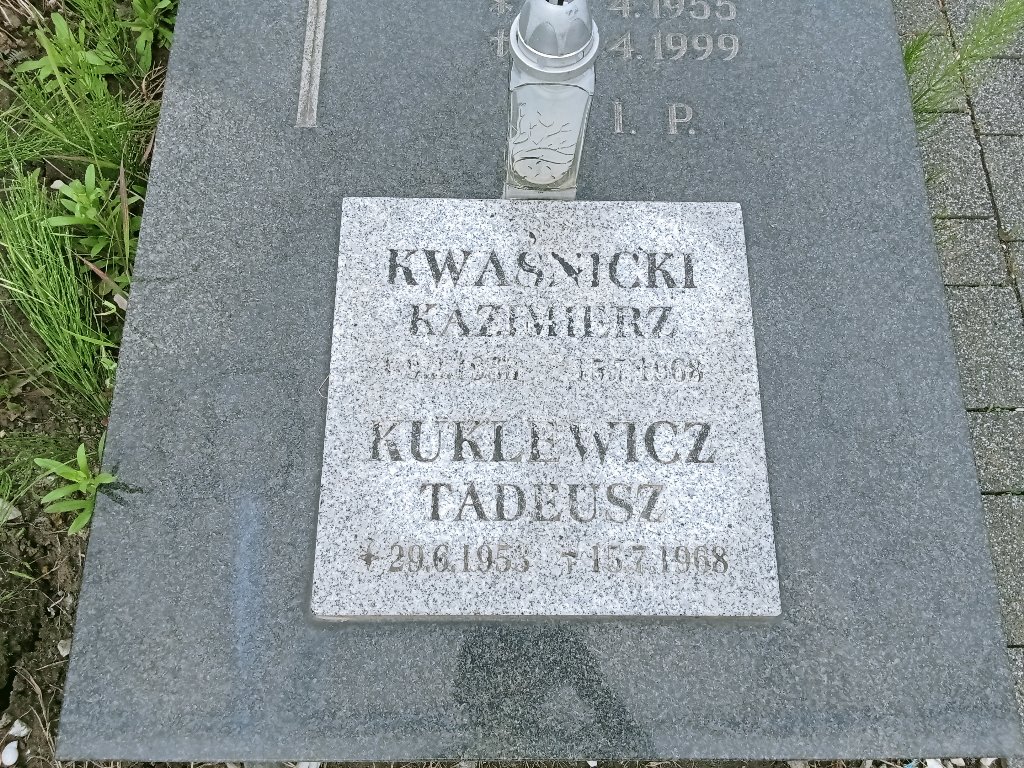 4.1955
4.1999
I. P.
KWAŚNICKI
KAZIMIERZ
15.7.1968
KUKLEWICZ
TADEUSZ
* 29.6.1953 † 15.7.1968